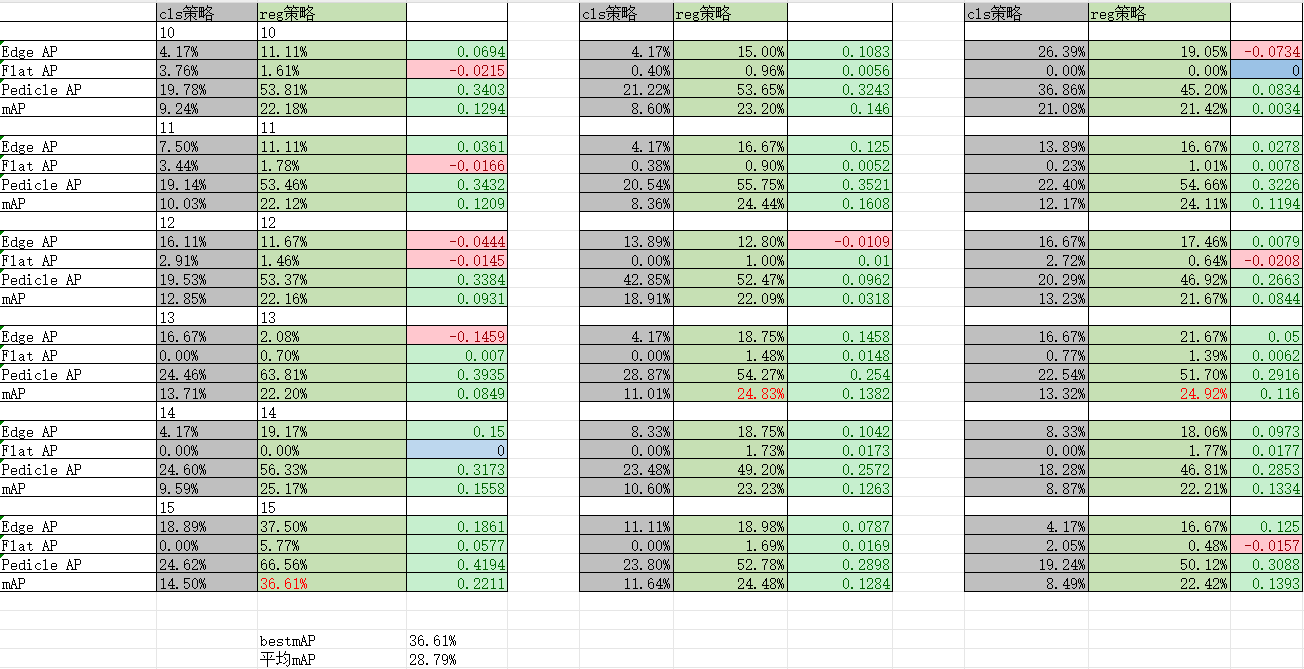 cls策略 reg策略 cls策略 reg策略 cls策略 reg策略
10 10
Edge AP 4.17% 11.11% 0.0694 4.17% 15.00% 0.1083 26.39% 19.05% -0.0734
Flat AP 3.76% 1.61% -0.0215 0.40% 0.96% 0.0056 0.00% 0.00% 0
Pedicle AP 19.78% 53.81% 0.3403 21.22% 53.65% 0.3243 36.86% 45.20% 0.0834
mAP 9.24% 22.18% 0.1294 8.60% 23.20% 0.146 21.08% 21.42% 0.0034
11 11
Edge AP 7.50% 11.11% 0.0361 4.17% 16.67% 0.125 13.89% 16.67% 0.0278
Flat AP 3.44% 1.78% -0.0166 0.38% 0.90% 0.0052 0.23% 1.01% 0.0078
Pedicle AP 19.14% 53.46% 0.3432 20.54% 55.75% 0.3521 22.40% 54.66% 0.3226
mAP 10.03% 22.12% 0.1209 8.36% 24.44% 0.1608 12.17% 24.11% 0.1194
12 12
Edge AP 16.11% 11.67% -0.0444 13.89% 12.80% -0.0109 16.67% 17.46% 0.0079
Flat AP 2.91% 1.46% -0.0145 0.00% 1.00% 0.01 2.72% 0.64% -0.0208
Pedicle AP 19.53% 53.37% 0.3384 42.85% 52.47% 0.0962 20.29% 46.92% 0.2663
mAP 12.85% 22.16% 0.0931 18.91% 22.09% 0.0318 13.23% 21.67% 0.0844
13 13
Edge AP 16.67% 2.08% -0.1459 4.17% 18.75% 0.1458 16.67% 21.67% 0.05
Flat AP 0.00% 0.70% 0.007 0.00% 1.48% 0.0148 0.77% 1.39% 0.0062
Pedicle AP 24.46% 63.81% 0.3935 28.87% 54.27% 0.254 22.54% 51.70% 0.2916
mAP 13.71% 22.20% 0.0849 11.01% 24.83% 0.1382 13.32% 24.92% 0.116
14 14
Edge AP 4.17% 19.17% 0.15 8.33% 18.75% 0.1042 8.33% 18.06% 0.0973
Flat AP 0.00% 0.00% 0 0.00% 1.73% 0.0173 0.00% 1.77% 0.0177
Pedicle AP 24.60% 56.33% 0.3173 23.48% 49.20% 0.2572 18.28% 46.81% 0.2853
mAP 9.59% 25.17% 0.1558 10.60% 23.23% 0.1263 8.87% 22.21% 0.1334
15 15
Edge AP 18.89% 37.50% 0.1861 11.11% 18.98% 0.0787 4.17% 16.67% 0.125
Flat AP 0.00% 5.77% 0.0577 0.00% 1.69% 0.0169 2.05% 0.48% -0.0157
Pedicle AP 24.62% 66.56% 0.4194 23.80% 52.78% 0.2898 19.24% 50.12% 0.3088
mAP 14.50% 36.61% 0.2211 11.64% 24.48% 0.1284 8.49% 22.42% 0.1393
bestmAP 36.61%
平均mAP 28.79%